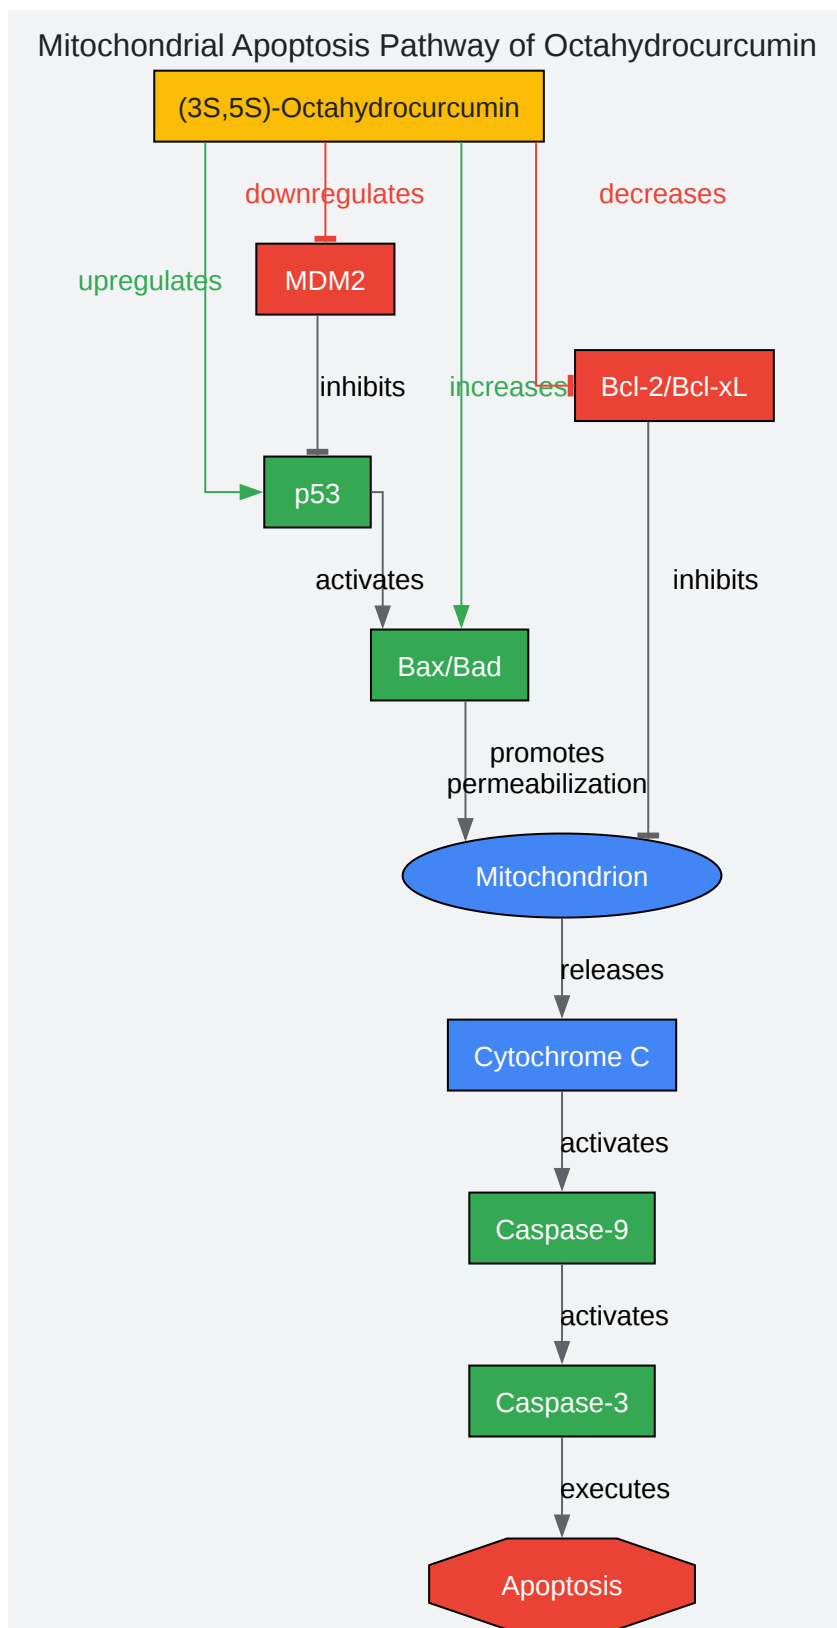 Mitochondrial Apoptosis Pathway of Octahydrocurcumin
(3S,5S)-Octahydrocurcumin
downregulates
decreases
upregulates
MDM2
inhibits
increases
Bcl-2/Bcl-xL
p53
activates
inhibits
Bax/Bad
promotes
permeabilization
Mitochondrion
releases
Cytochrome C
activates
Caspase-9
activates
Caspase-3
executes
Apoptosis